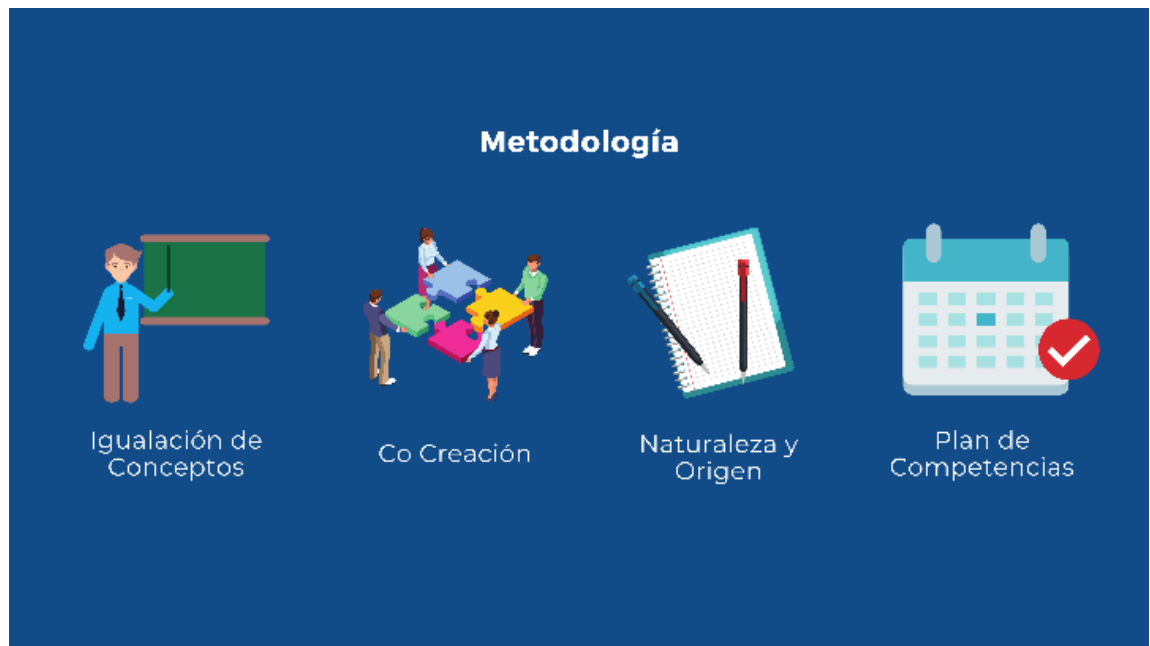 Metodología
Igualación de
Conceptos
Co Creación
Naturaleza y
Origen
Plan de
Competencias